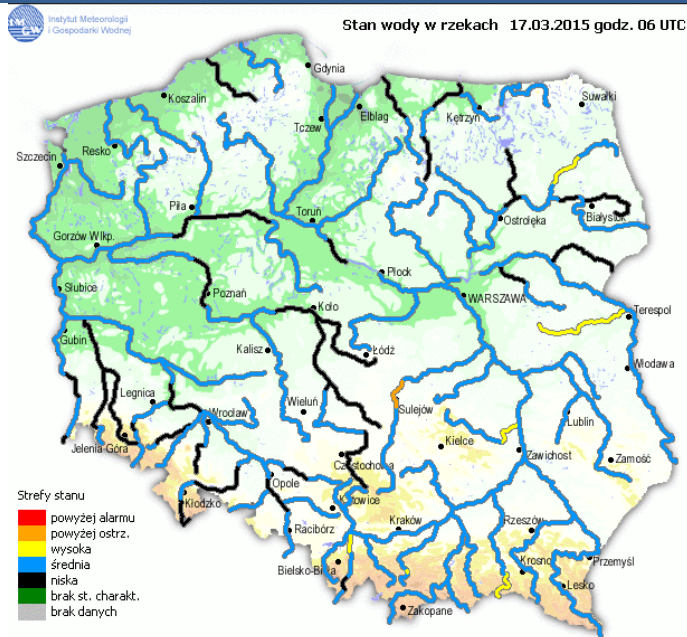 Instytut Meteorologii
i Gospodarki Wodnej
Stan wody w rzekach 17.03.2015 godz. 06 UTC
Gdynia
Koszalin
Suwałki
Tczew
Elbląg
Kętrzyn
Resko
Szczecin
Piła
Toruń
Ostrołęka
Białystok
Gorzów Wlkp.
Płock
Słubice
Poznań
Koło
WARSZAWA
Terespol
Gubin
Kalisz
Łódź
Włodawa
Legnica
Wieluń
Sulejów
Wrocław
Lublin
Jelenia Góra
Kielce
Zawichost
Zamość
Częstochowa
Opole
Kłodzko
Katowice
Kraków
Rzeszów
Racibórz
Przemyśl
Bielsko-Biała
Krosno
Lesko
Zakopane
Strefy stanu
powyżej alarmu
powyżej ostrz.
wysoka
średnia
niska
brak st. charakt.
brak danych